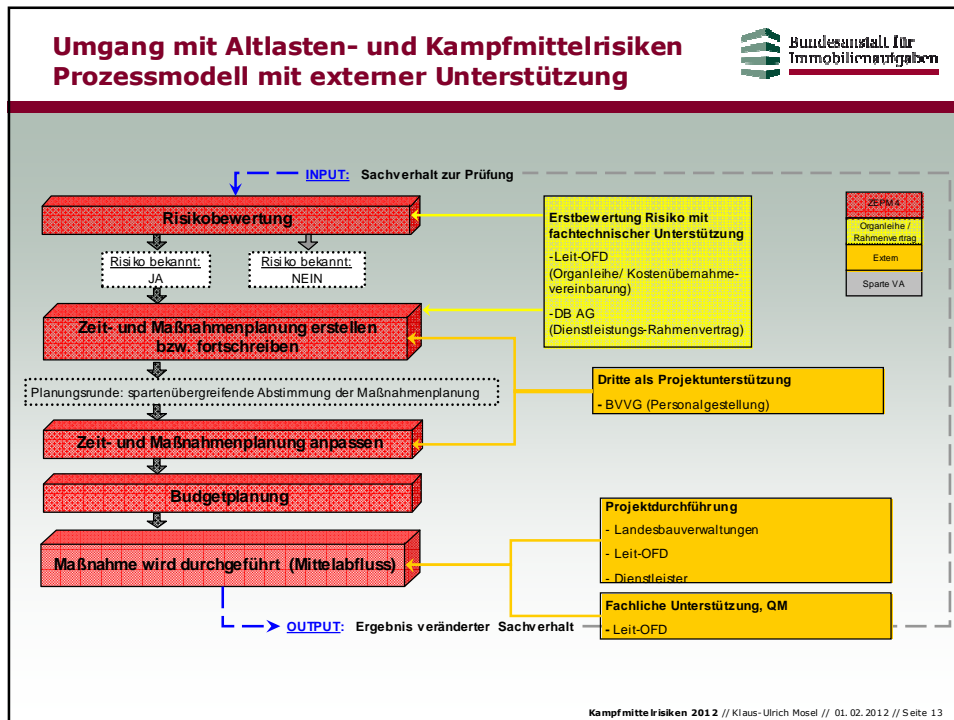 Umgang mit Altlasten- und Kampfmittelrisiken
Prozessmodell mit externer Unterstützung
Bundesanstalt für
Immobilienaufgaben
INPUT: Sachverhalt zur Prüfung
Risikobewertung
Risiko bekannt:
JA
Risiko bekannt:
NEIN
Erstbewertung Risiko mit
fachtechnischer Unterstützung
-Leit-OFD
(Organleihe/ Kostenübernahme-
vereinbarung)
-DB AG
(Dienstleistungs-Rahmenvertrag)
ZEPM 4
Organleihe /
Rahmenvertrag
Extern
Sparte VA
Zeit- und Maßnahmenplanung erstellen
bzw. fortschreiben
Planungsrunde: spartenübergreifende Abstimmung der Maßnahmenplanung
Dritte als Projektunterstützung
- BVVG (Personalgestellung)
Zeit- und Maßnahmenplanung anpassen
Budgetplanung
Projektdurchführung
- Landesbauverwaltungen
- Leit-OFD
- Dienstleister
Maßnahme wird durchgeführt (Mittelabfluss)
Fachliche Unterstützung, QM
- Leit-OFD
OUTPUT: Ergebnis veränderter Sachverhalt
Kampfmittelrisiken 2012 // Klaus-Ulrich Mosel // 01.02.2012 // Seite 13